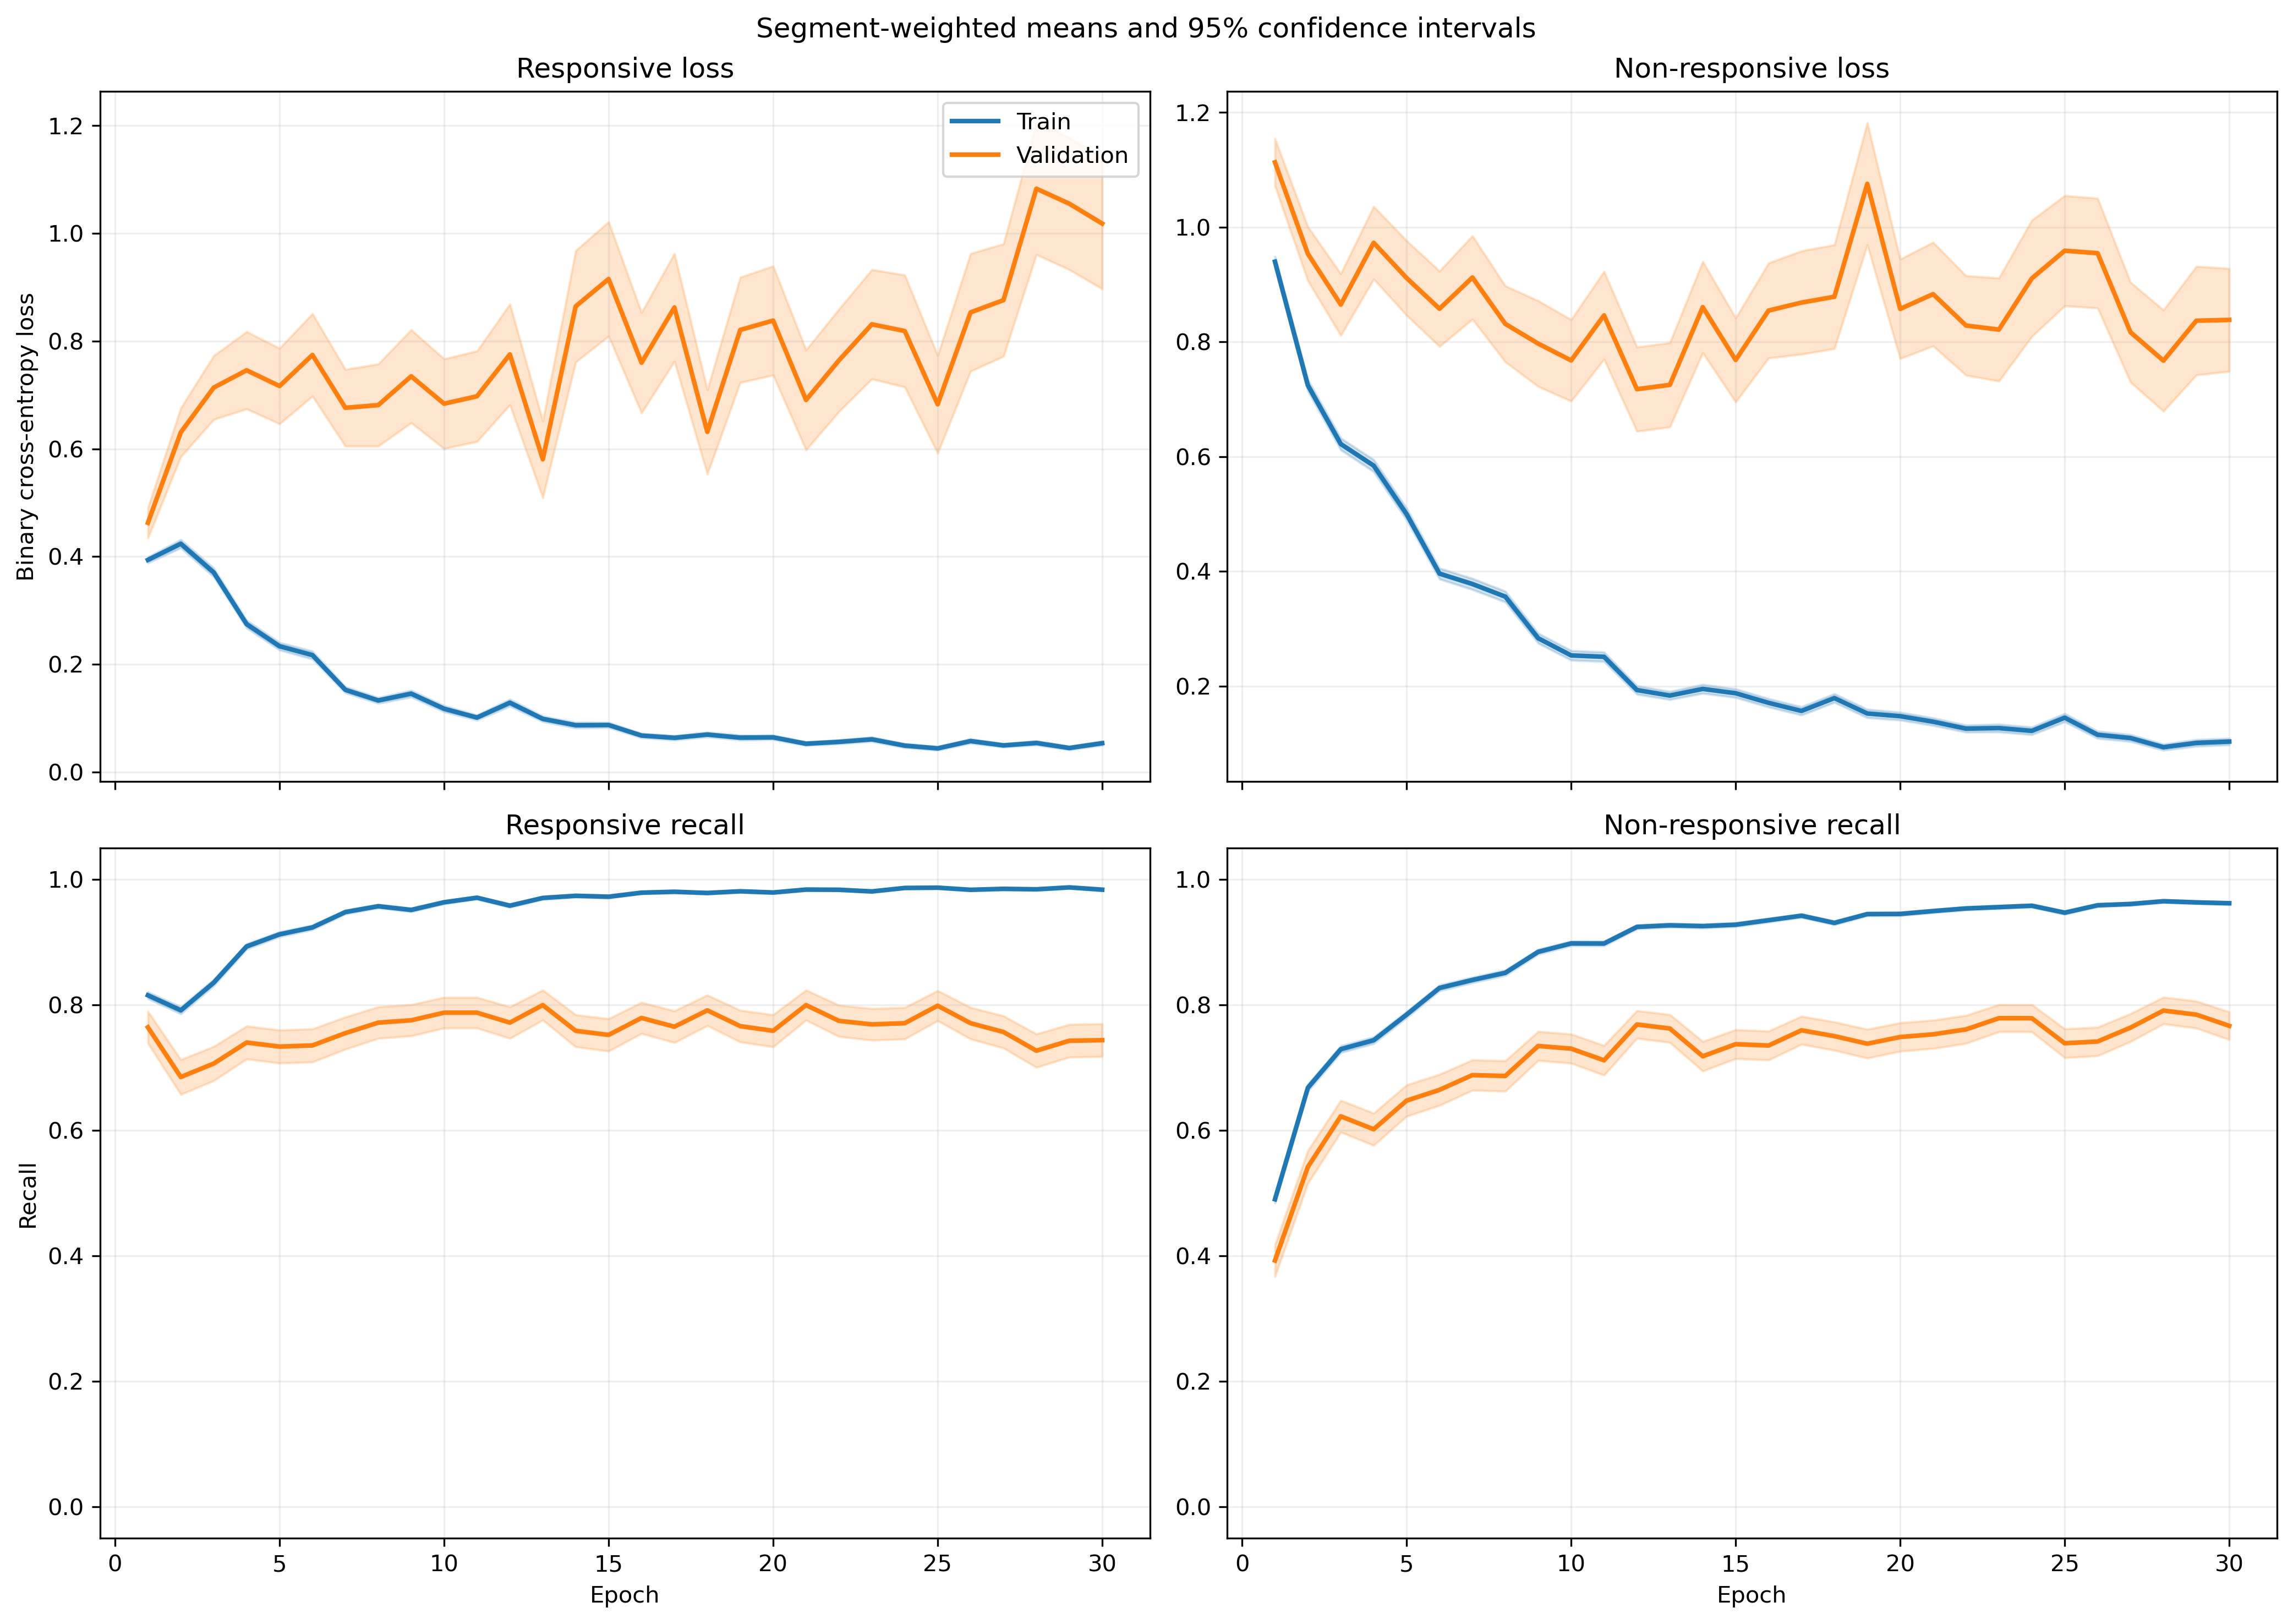 Segment-weighted means and 95% confidence intervals
Responsive loss
Non-responsive loss
Train
Validation
Binary cross-entropy loss
1.2
1.0
0.8
0.6
0.4
0.2
0.0
1.2
1.0
0.8
0.6
0.4
0.2
Responsive recall
Non-responsive recall
Recall
1.0
0.8
0.6
0.4
0.2
0.0
0 5 10 15 20 25 30
Epoch
1.0
0.8
0.6
0.4
0.2
0.0
0 5 10 15 20 25 30
Epoch